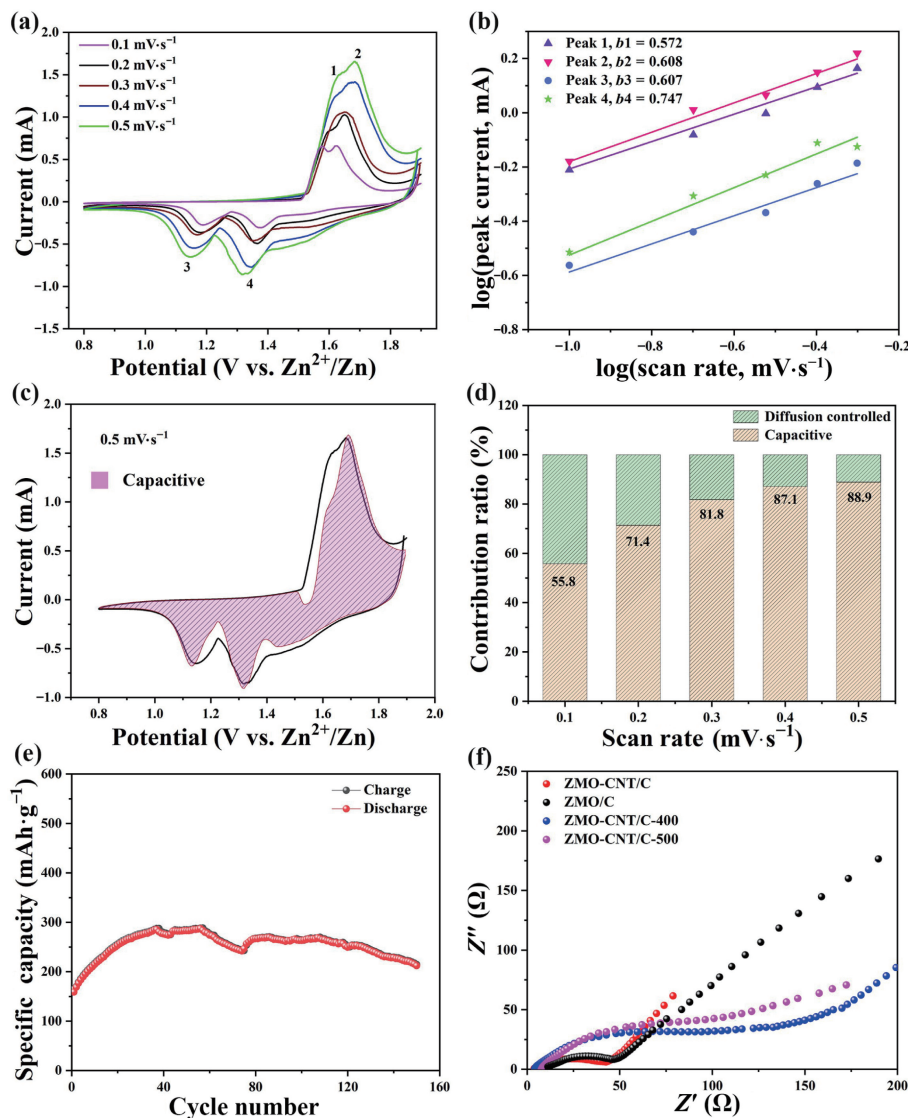 (a)
1.5
1.0
0.5
0.0
−0.5
−1.0
−1.5
Current (mA)
0.1 mV·s⁻¹
0.2 mV·s⁻¹
0.3 mV·s⁻¹
0.4 mV·s⁻¹
0.5 mV·s⁻¹
1
2
3
4
0.8 1.0 1.2 1.4 1.6 1.8
Potential (V vs. Zn²⁺/Zn)
(b)
0.2
0.0
−0.2
−0.4
−0.6
−0.8
log(peak current, mA)
Peak 1, b1 = 0.572
Peak 2, b2 = 0.608
Peak 3, b3 = 0.607
Peak 4, b4 = 0.747
−1.0 −0.8 −0.6 −0.4 −0.2
log(scan rate, mV·s⁻¹)
(c)
2.0
1.5
1.0
0.5
0.0
−0.5
−1.0
Current (mA)
0.5 mV·s⁻¹
Capacitive
0.8 1.0 1.2 1.4 1.6 1.8 2.0
Potential (V vs. Zn²⁺/Zn)
(d)
120
100
80
60
40
20
0
Contribution ratio (%)
Diffusion controlled
Capacitive
55.8
71.4
81.8
87.1
88.9
0.1 0.2 0.3 0.4 0.5
Scan rate (mV·s⁻¹)
(e)
600
500
400
300
200
100
0
Specific capacity (mAh·g⁻¹)
Charge
Discharge
0 40 80 120 160
Cycle number
(f)
250
200
150
100
50
0
Z″ (Ω)
ZMO-CNT/C
ZMO/C
ZMO-CNT/C-400
ZMO-CNT/C-500
0 50 100 150 200
Z′ (Ω)